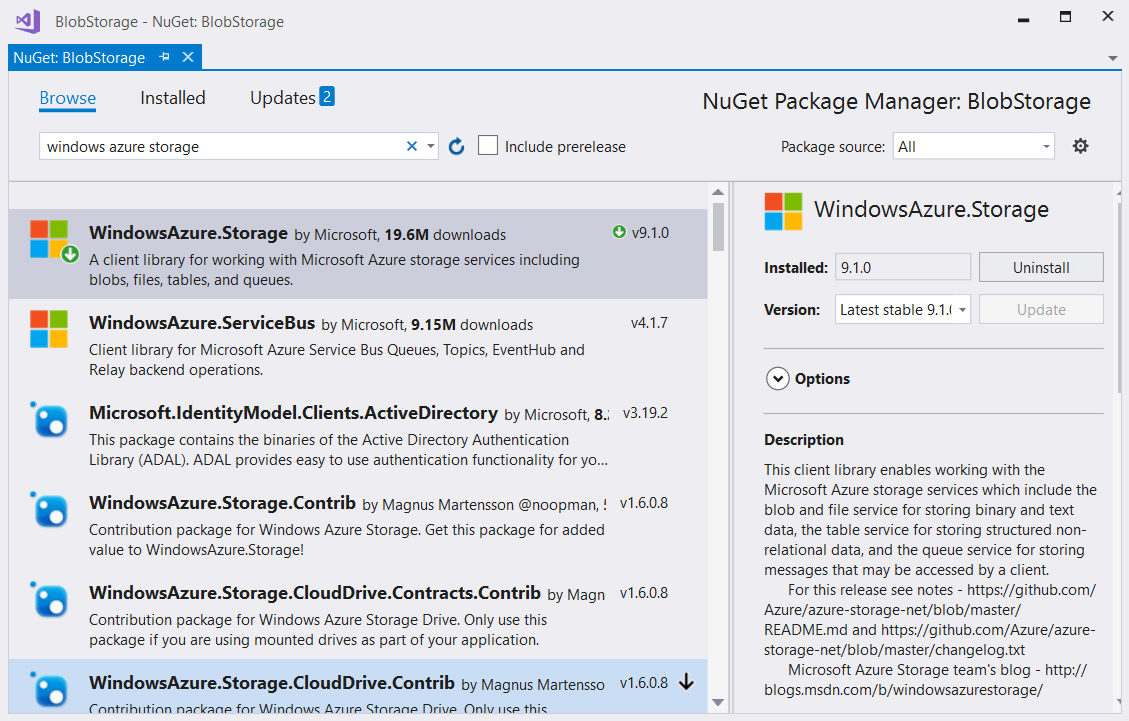 BlobStorage - NuGet: BlobStorage
NuGet: BlobStorage
Browse Installed Updates 2
NuGet Package Manager: BlobStorage
windows azure storage
Include prerelease
Package source: All
WindowsAzure.Storage by Microsoft, 19.6M downloads v9.1.0
A client library for working with Microsoft Azure storage services including
blobs, files, tables, and queues.
WindowsAzure.ServiceBus by Microsoft, 9.15M downloads v4.1.7
Client library for Microsoft Azure Service Bus Queues, Topics, EventHub and
Relay backend operations.
Microsoft.IdentityModel.Clients.ActiveDirectory by Microsoft, v3.19.2
This package contains the binaries of the Active Directory Authentication
Library (ADAL). ADAL provides easy to use authentication functionality for yo...
WindowsAzure.Storage.Contrib by Magnus Martensson @noopman, v1.6.0.8
Contribution package for Windows Azure Storage. Get this package for added
value to WindowsAzure.Storage!
WindowsAzure.Storage.CloudDrive.Contracts.Contrib by Magn v1.6.0.8
Contribution package for Windows Azure Storage Drive. Only use this
package if you are using mounted drives as part of your application.
WindowsAzure.Storage.CloudDrive.Contrib by Magnus Martensso v1.6.0.8
Contribution package for Windows Azure Storage Drive. Only use this
WindowsAzure.Storage
Installed: 9.1.0 Uninstall
Version: Latest stable 9.1.( Update
Options
Description
This client library enables working with the
Microsoft Azure storage services which include the
blob and file service for storing binary and text
data, the table service for storing structured non-
relational data, and the queue service for storing
messages that may be accessed by a client.
For this release see notes - https://github.com/
Azure/azure-storage-net/blob/master/
README.md and https://github.com/Azure/azure-
storage-net/blob/master/changelog.txt
Microsoft Azure Storage team's blog - http://
blogs.msdn.com/b/windowsazurestorage/